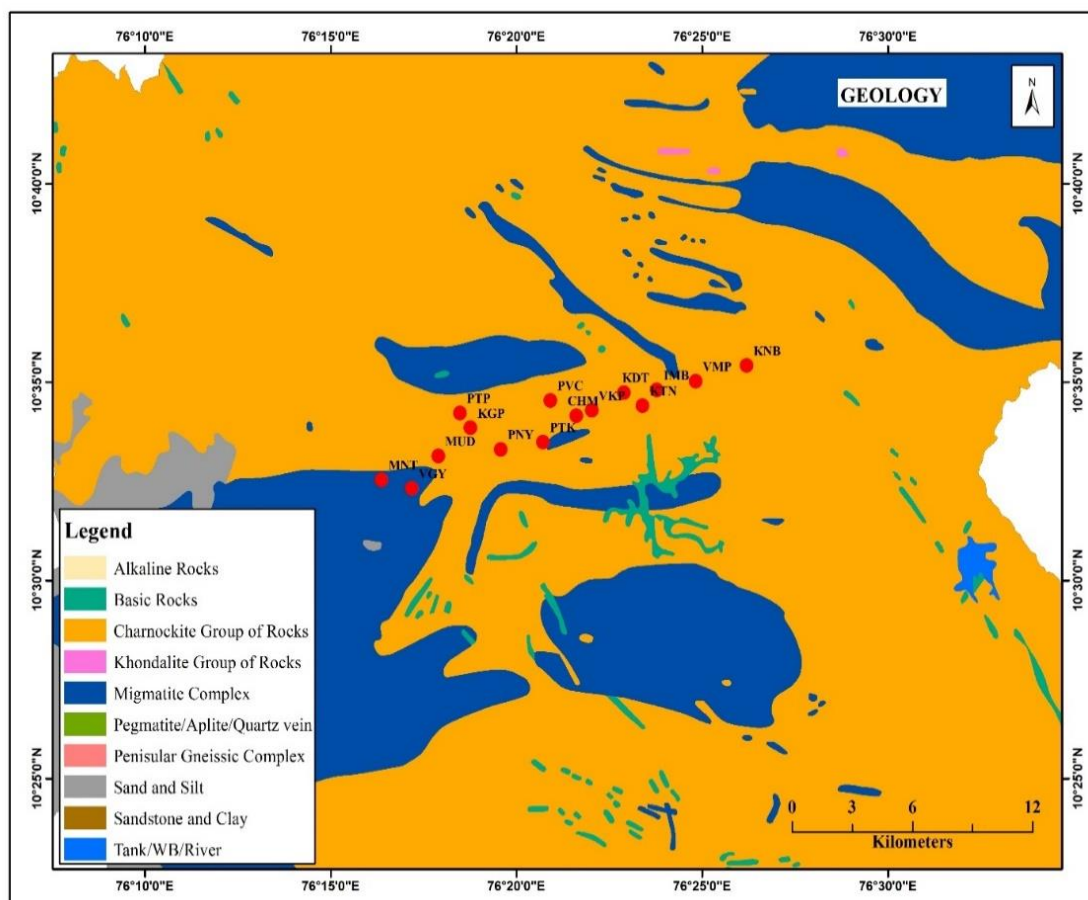 76°10'0"E 76°15'0"E 76°20'0"E 76°25'0"E 76°30'0"E
N
GEOLOGY
10°40'0"N 10°40'0"N
10°35'0"N 10°35'0"N
KNB
VMP
IMB
KDT
KTN
PVC
VKP
CHM
PTP
KGP
PTK
PNY
MUD
MNT
VGY
10°30'0"N
10°25'0"N
Legend
Alkaline Rocks
Basic Rocks
Charnockite Group of Rocks
Khondalite Group of Rocks
Migmatite Complex
Pegmatite/Aplite/Quartz vein
Penisular Gneissic Complex
Sand and Silt
Sandstone and Clay
Tank/WB/River
10°30'0"N
10°25'0"N
0 3 6 12
Kilometers
76°10'0"E 76°15'0"E 76°20'0"E 76°25'0"E 76°30'0"E